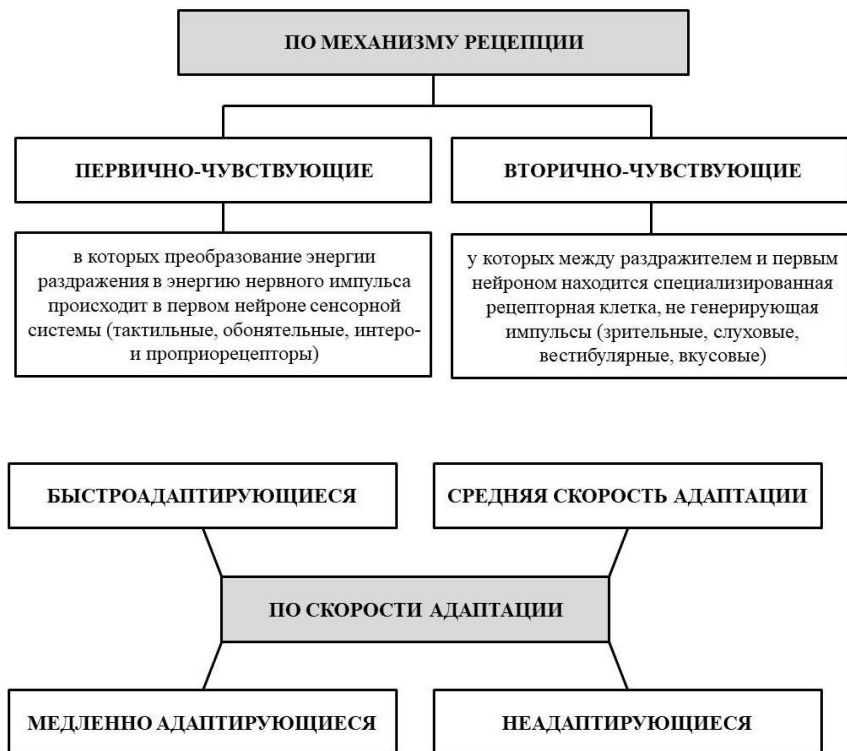 ПО МЕХАНИЗМУ РЕЦЕПЦИИ
ПЕРВИЧНО-ЧУВСТВУЮЩИЕ
ВТОРИЧНО-ЧУВСТВУЮЩИЕ
в которых преобразование энергии
раздражения в энергию нервного импульса
происходит в первом нейроне сенсорной
системы (тактильные, обонятельные, интеро-
и проприорецепторы)
у которых между раздражителем и первым
нейроном находится специализированная
рецепторная клетка, не генерирующая
импульсы (зрительные, слуховые,
вестибулярные, вкусовые)
БЫСТРОАДАПТИРУЮЩИЕСЯ
СРЕДНЯЯ СКОРОСТЬ АДАПТАЦИИ
ПО СКОРОСТИ АДАПТАЦИИ
МЕДЛЕННО АДАПТИРУЮЩИЕСЯ
НЕАДАПТИРУЮЩИЕСЯ